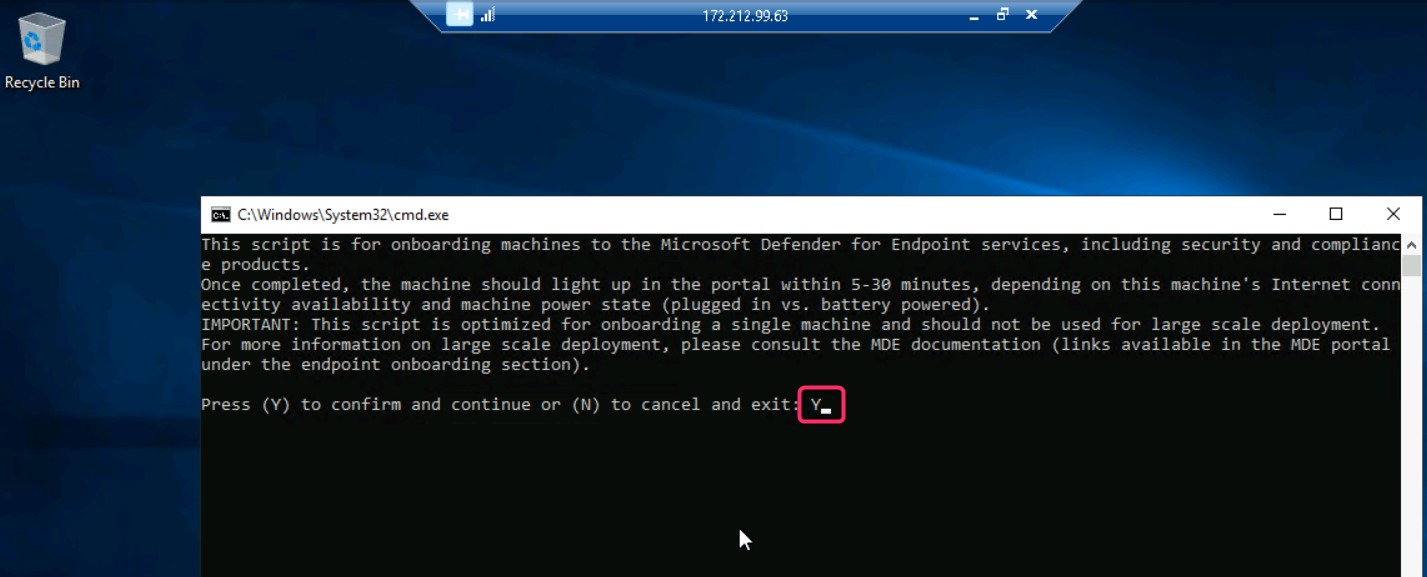 172.212.99.63
Recycle Bin
C:\Windows\System32\cmd.exe
This script is for onboarding machines to the Microsoft Defender for Endpoint services, including security and complianc
e products.
Once completed, the machine should light up in the portal within 5-30 minutes, depending on this machine's Internet conn
ectivity availability and machine power state (plugged in vs. battery powered).
IMPORTANT: This script is optimized for onboarding a single machine and should not be used for large scale deployment.
For more information on large scale deployment, please consult the MDE documentation (links available in the MDE portal
under the endpoint onboarding section).
Press (Y) to confirm and continue or (N) to cancel and exit: Y